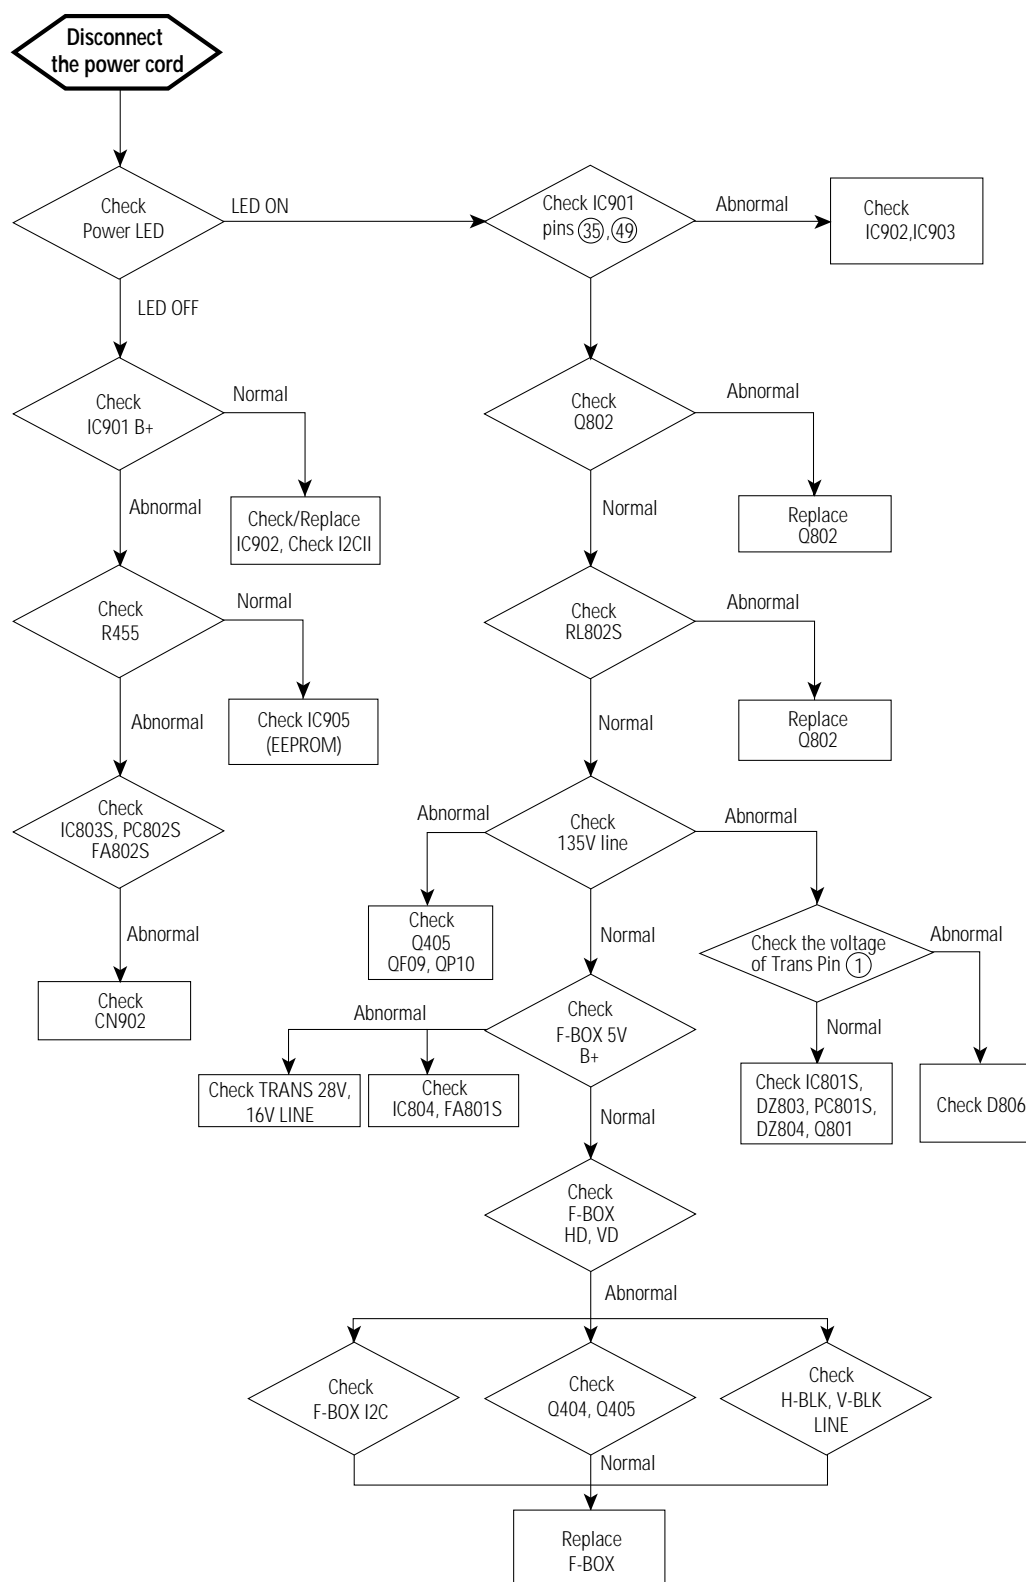 Disconnect
the power cord
Check
Power LED
LED ON
Check IC901
pins 35, 49
Abnormal
Check
IC902,IC903
LED OFF
Check
IC901 B+
Normal
Check
Q802
Abnormal
Abnormal
Check/Replace
IC902, Check I2CII
Normal
Replace
Q802
Check
R455
Normal
Check
RL802S
Abnormal
Abnormal
Check IC905
(EEPROM)
Normal
Replace
Q802
Check
IC803S, PC802S
FA802S
Abnormal
Check
135V line
Abnormal
Abnormal
Check
Q405
QF09, QP10
Normal
Check the voltage
of Trans Pin 1
Abnormal
Check
CN902
Abnormal
Check
F-BOX 5V
B+
Normal
Check TRANS 28V,
16V LINE
Check
IC804, FA801S
Normal
Check IC801S,
DZ803, PC801S,
DZ804, Q801
Check D806
Check
F-BOX
HD, VD
Abnormal
Check
F-BOX I2C
Check
Q404, Q405
Check
H-BLK, V-BLK
LINE
Normal
Replace
F-BOX